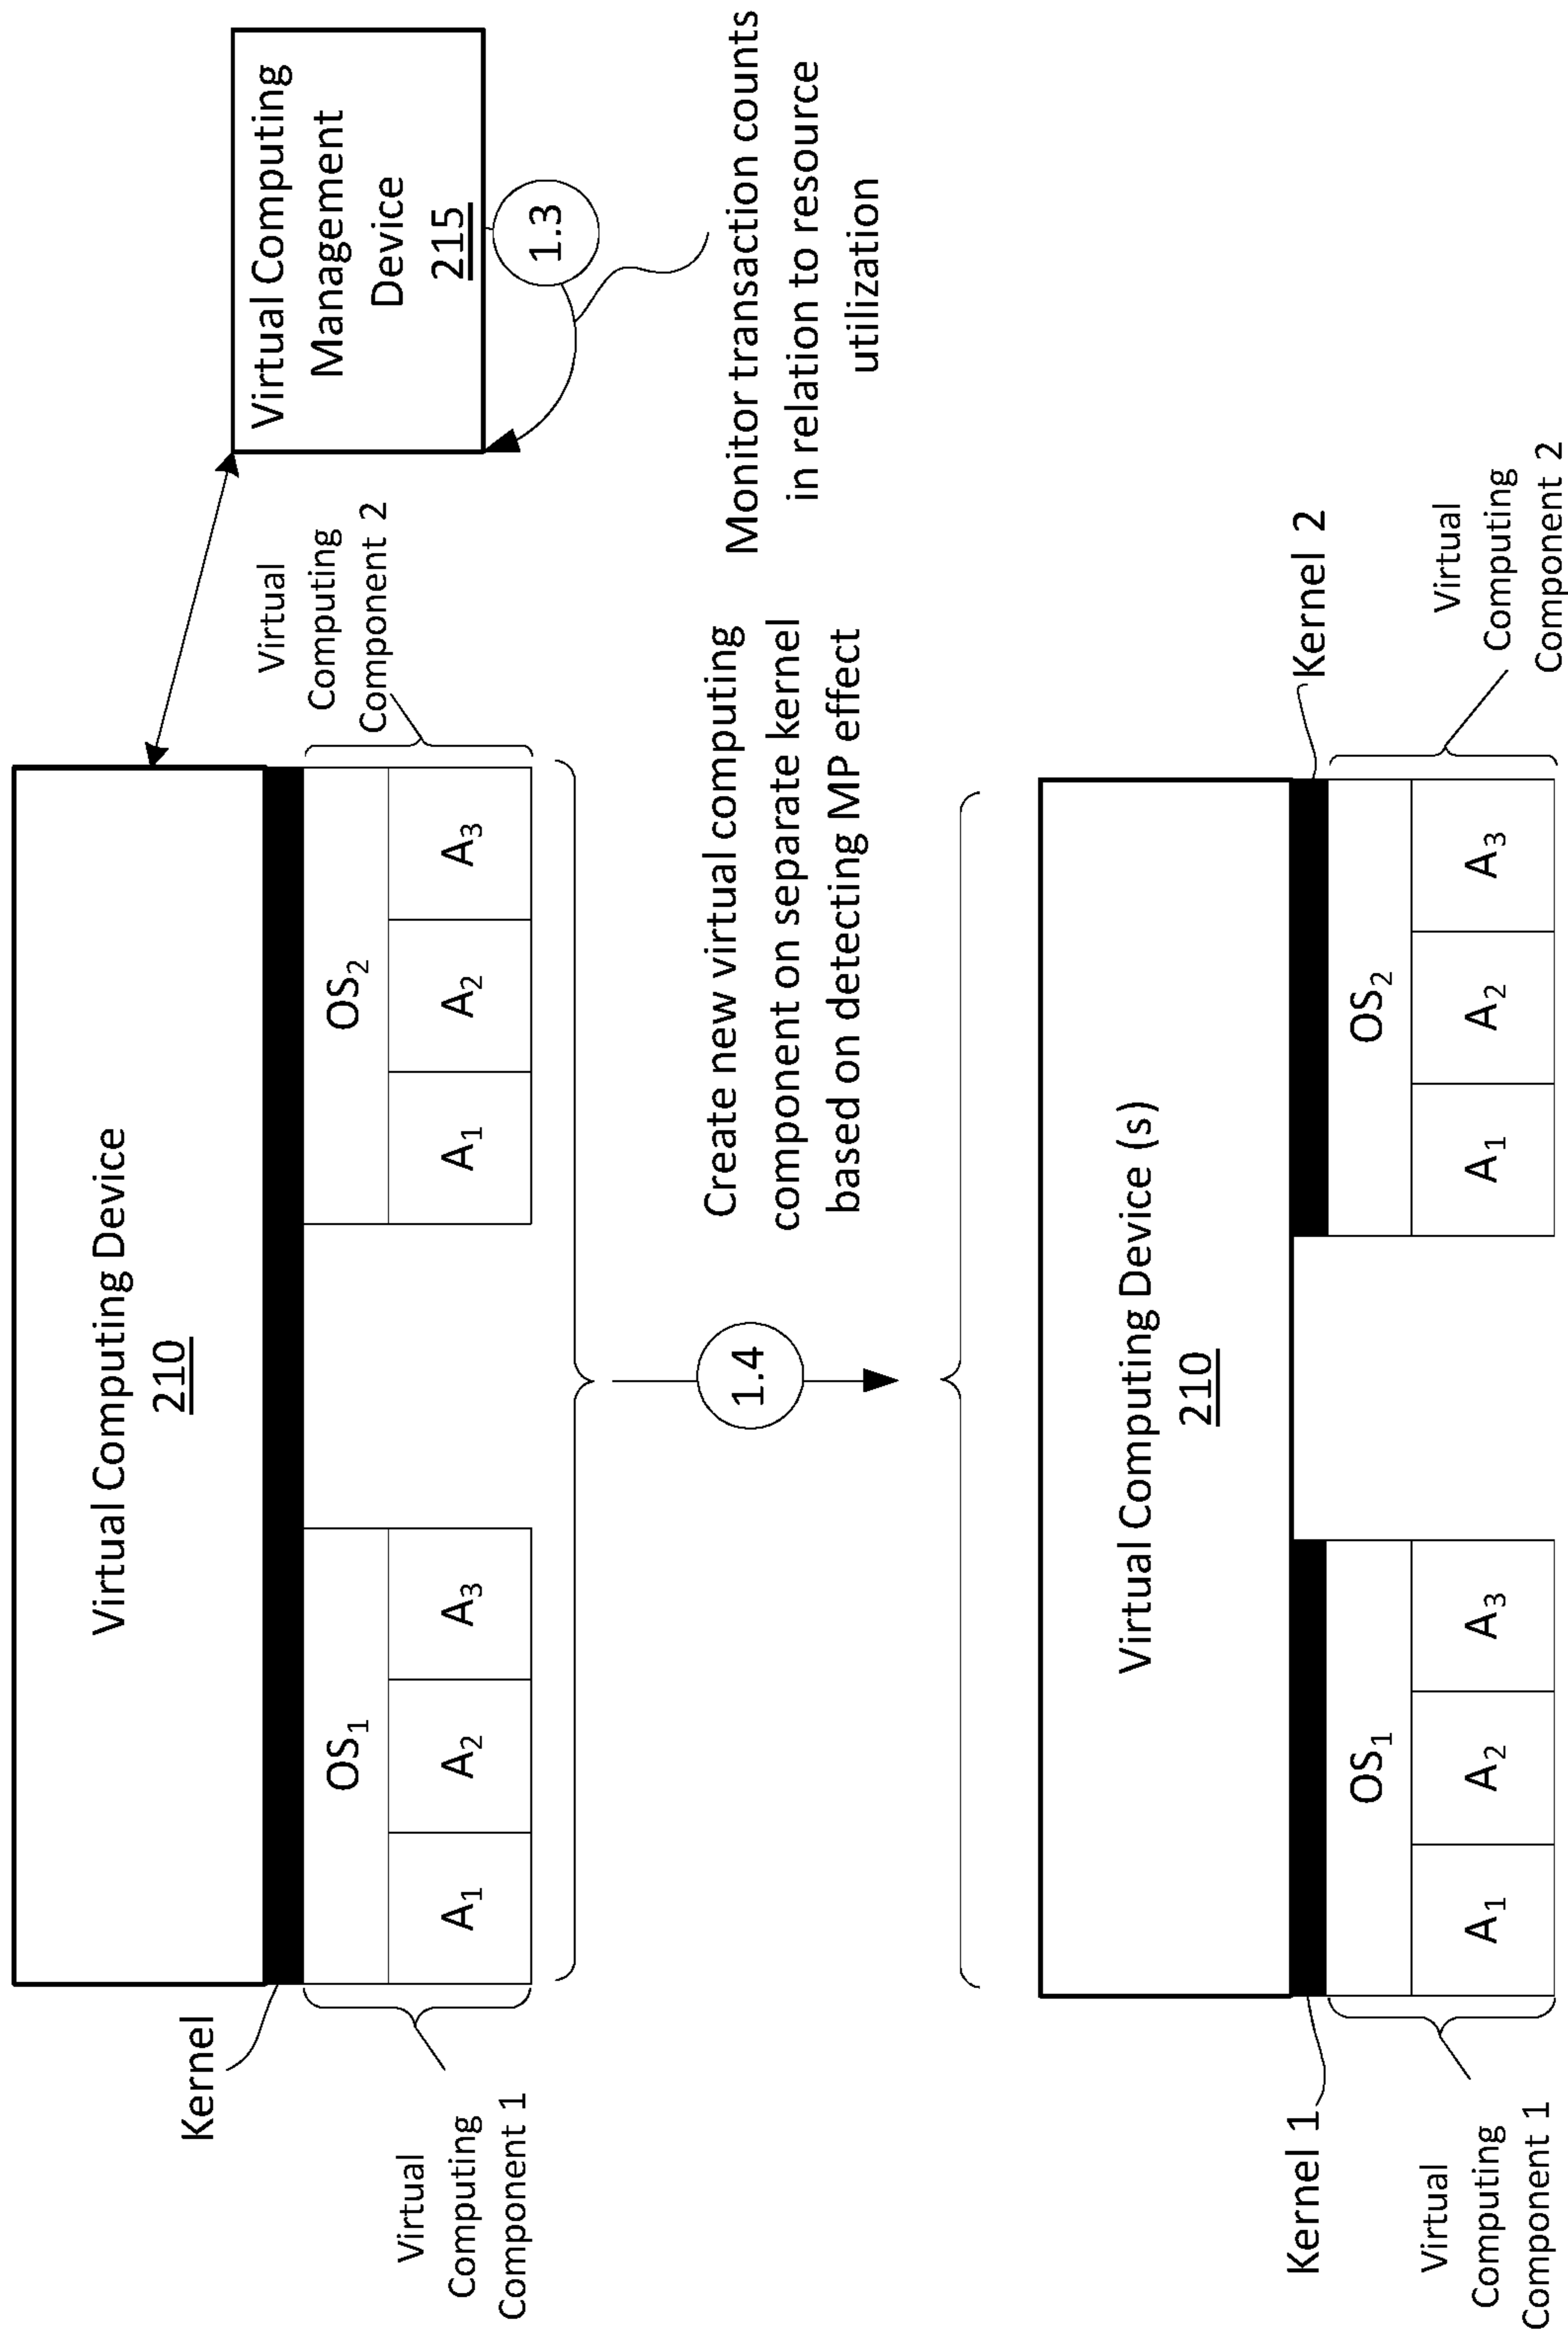 Virtual Computing Device
210
Kernel
OS1
A1
A2
A3
OS2
A1
A2
A3
Virtual
Computing
Component 1
Virtual
Computing
Component 2
Virtual Computing
Management
Device
215
1.3
Monitor transaction counts
in relation to resource
utilization
1.4
Create new virtual computing
component on separate kernel
based on detecting MP effect
Virtual Computing Device (s)
210
Kernel 1
Kernel 2
OS1
A1
A2
A3
OS2
A1
A2
A3
Virtual
Computing
Component 1
Virtual
Computing
Component 2